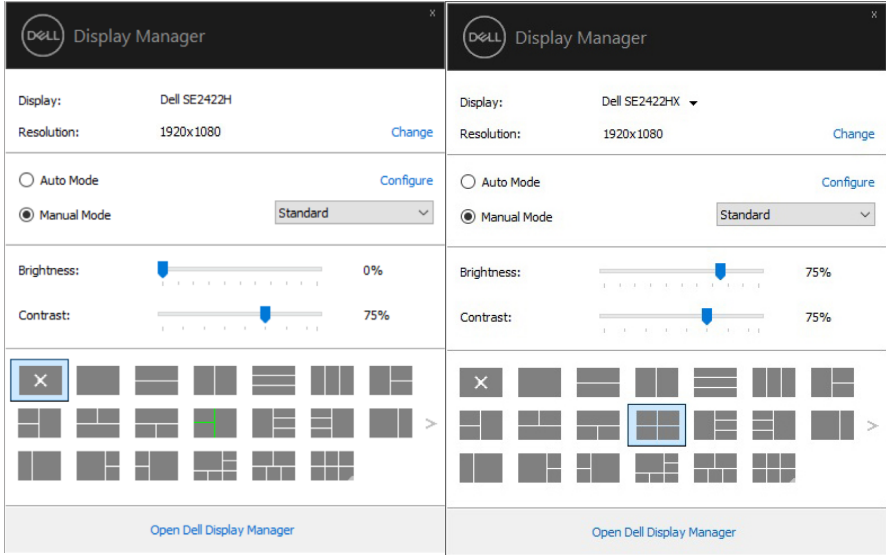 x
DELL Display Manager
Display: Dell SE2422H
Resolution: 1920x1080 Change
Auto Mode Configure
Manual Mode Standard
Brightness: 0%
Contrast: 75%
Open Dell Display Manager
x
DELL Display Manager
Display: Dell SE2422HX
Resolution: 1920x1080 Change
Auto Mode Configure
Manual Mode Standard
Brightness: 75%
Contrast: 75%
Open Dell Display Manager